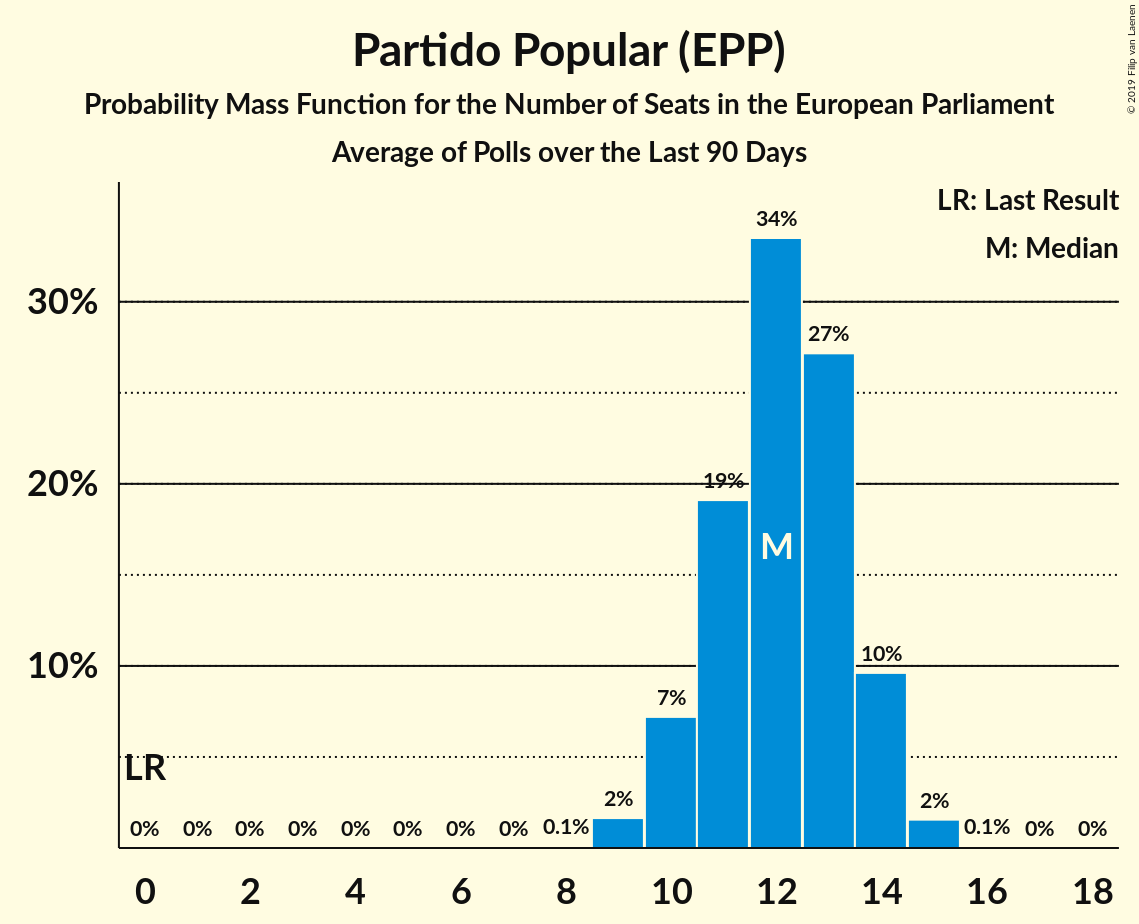 Partido Popular (EPP)
Probability Mass Function for the Number of Seats in the European Parliament
Average of Polls over the Last 90 Days
© 2019 Filip van Laenen
LR: Last Result
M: Median
34%
30%
27%
20%
19%
M
10%
10%
7%
LR
2%
2%
0% 0% 0% 0% 0% 0% 0% 0% 0.1% 0.1% 0% 0%
0 2 4 6 8 10 12 14 16 18